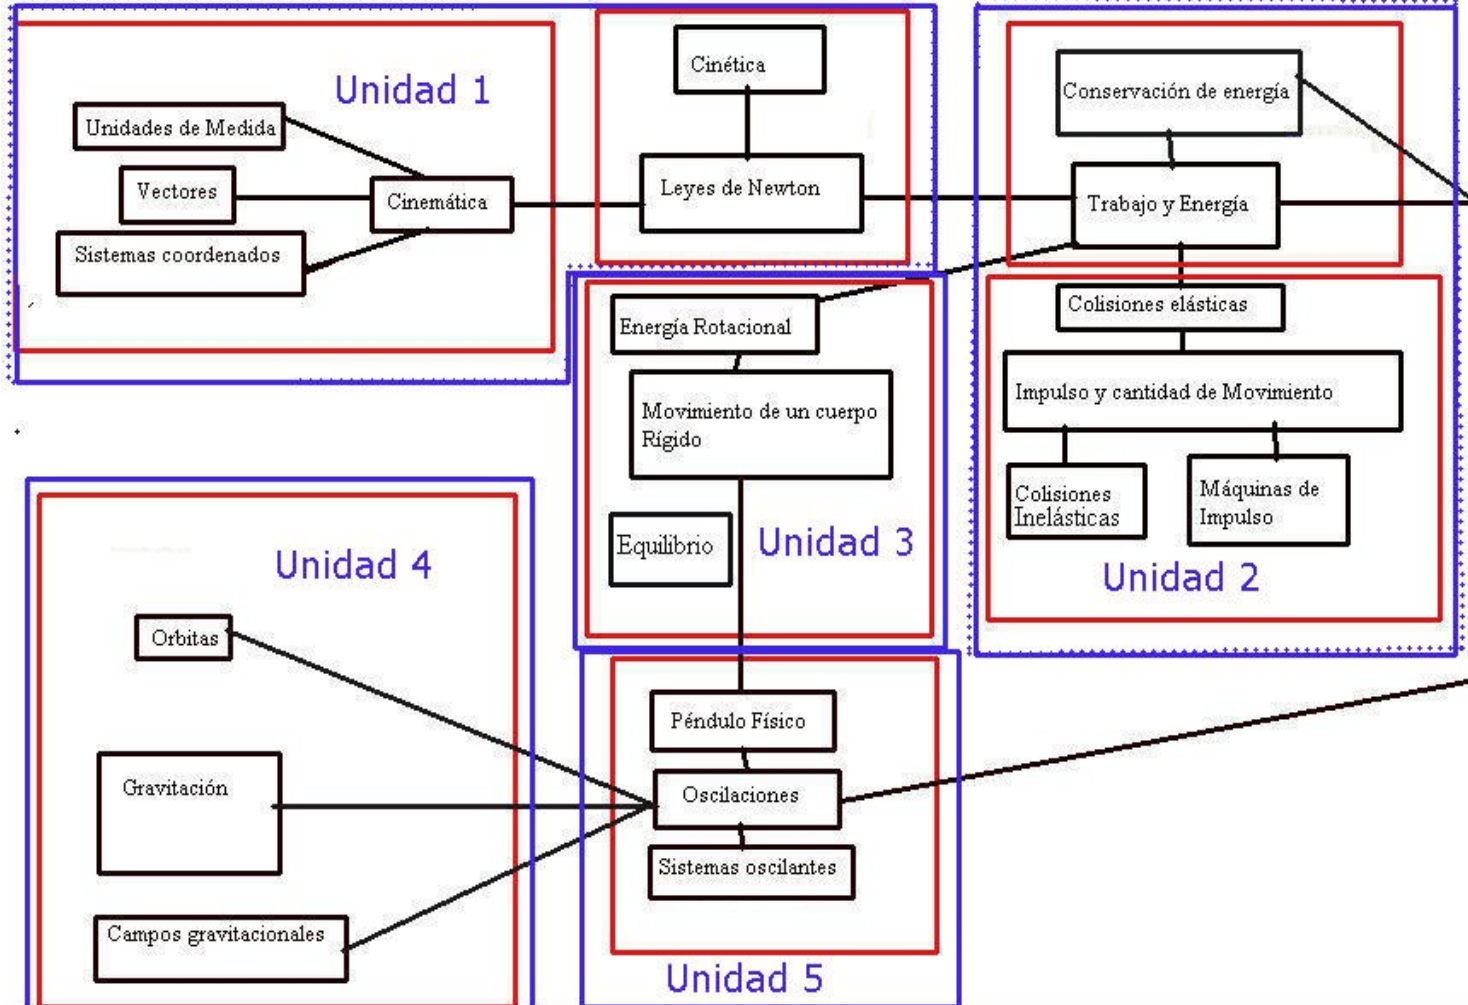 Unidad 1
Unidades de Medida
Vectores
Cinemática
Sistemas coordenados
Cinética
Leyes de Newton
Conservación de energía
Trabajo y Energía
Colisiones elásticas
Impulso y cantidad de Movimiento
Colisiones
Inelásticas
Máquinas de
Impulso
Unidad 2
Energía Rotacional
Movimiento de un cuerpo
Rígido
Equilibrio
Unidad 3
Unidad 4
Orbitas
Gravitación
Campos gravitacionales
Péndulo Físico
Oscilaciones
Sistemas oscilantes
Unidad 5